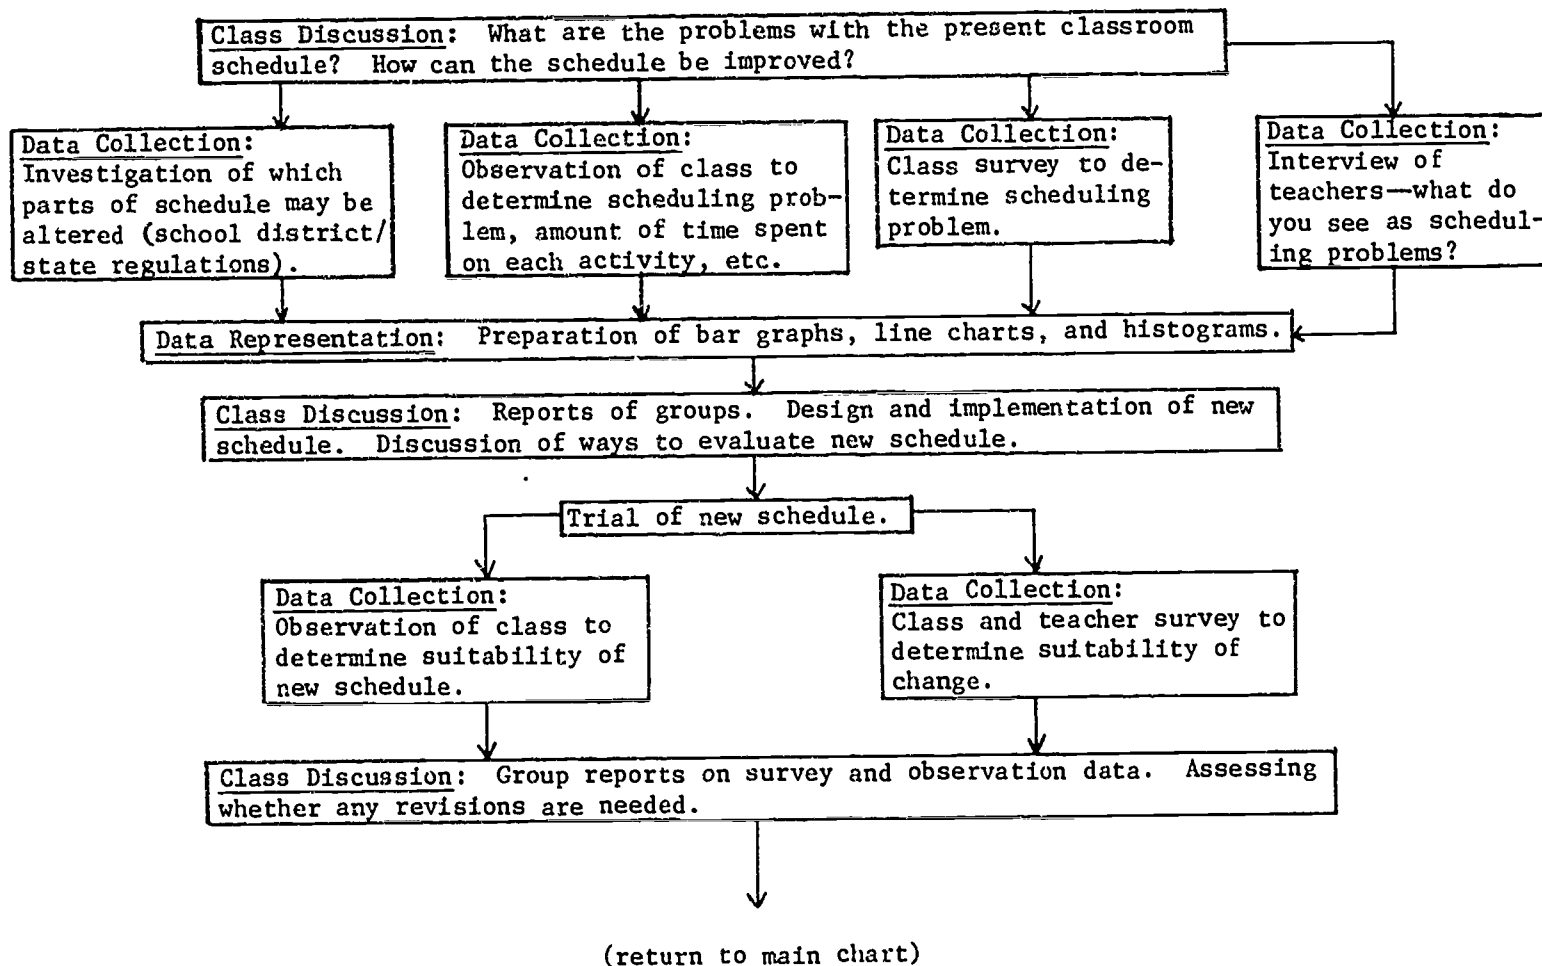 Class Discussion: What are the problems with the present classroom
schedule? How can the schedule be improved?
Data Collection:
Investigation of which
parts of schedule may be
altered (school district/
state regulations).
Data Collection:
Observation of class to
determine scheduling prob-
lem, amount of time spent
on each activity, etc.
Data Collection:
Class survey to de-
termine scheduling
problem.
Data Collection:
Interview of
teachers—what do
you see as schedul-
ing problems?
Data Representation: Preparation of bar graphs, line charts, and histograms.
Class Discussion: Reports of groups. Design and implementation of new
schedule. Discussion of ways to evaluate new schedule.
Trial of new schedule.
Data Collection:
Observation of class to
determine suitability of
new schedule.
Data Collection:
Class and teacher survey to
determine suitability of
change.
Class Discussion: Group reports on survey and observation data. Assessing
whether any revisions are needed.
(return to main chart)